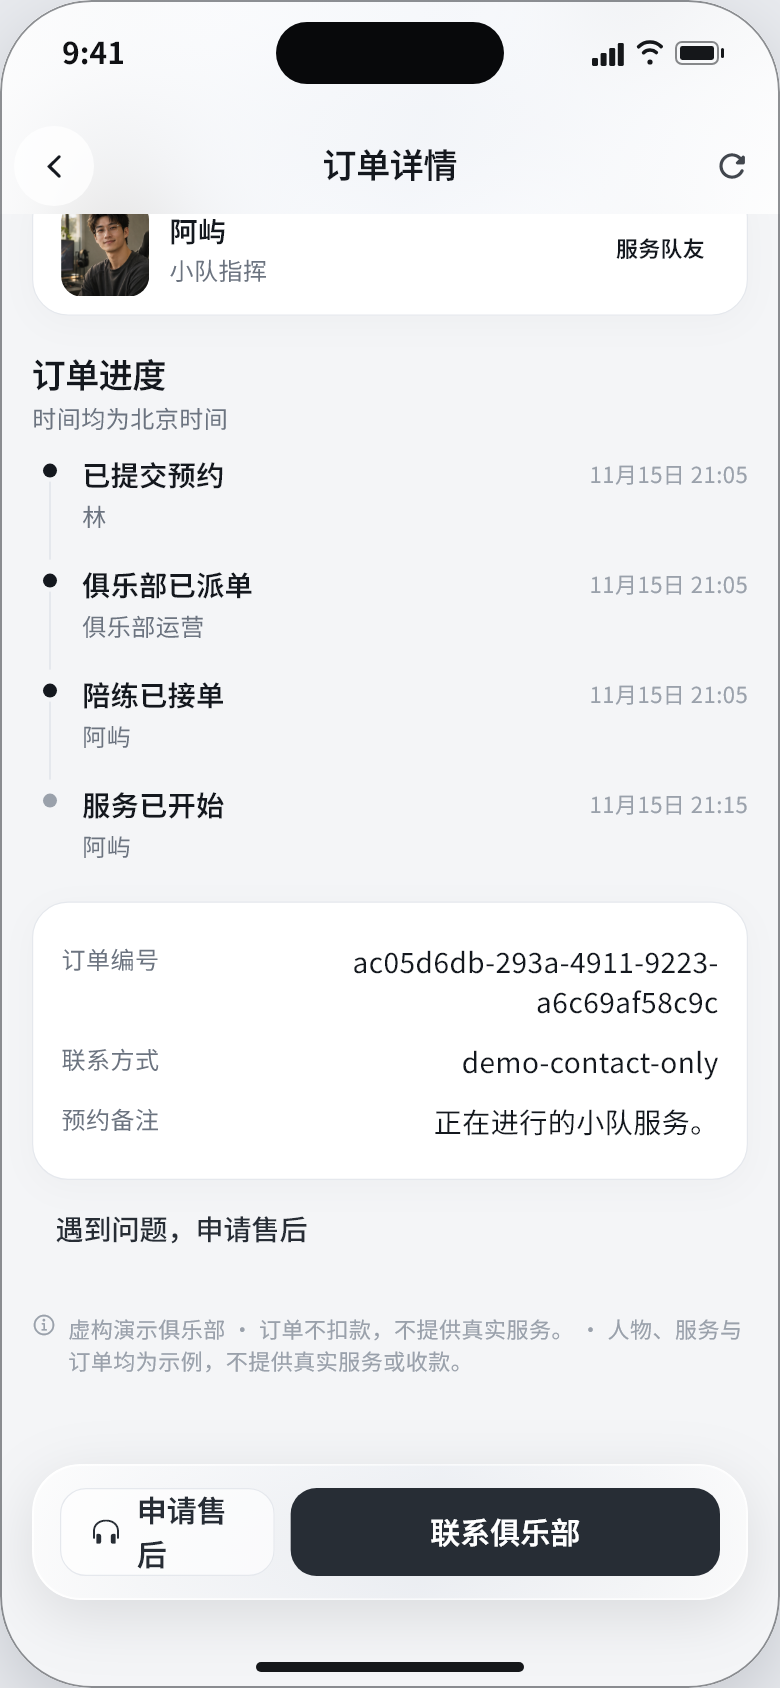 9:41
订单详情
阿屿
小队指挥
服务队友
订单进度
时间均为北京时间
已提交预约
11月15日 21:05
林
俱乐部已派单
11月15日 21:05
俱乐部运营
陪练已接单
11月15日 21:05
阿屿
服务已开始
11月15日 21:15
阿屿
订单编号
ac05d6db-293a-4911-9223-
a6c69af58c9c
联系方式
demo-contact-only
预约备注
正在进行的小队服务。
遇到问题，申请售后
虚构演示俱乐部 · 订单不扣款，不提供真实服务。 · 人物、服务与
订单均为示例，不提供真实服务或收款。
申请售
后
联系俱乐部